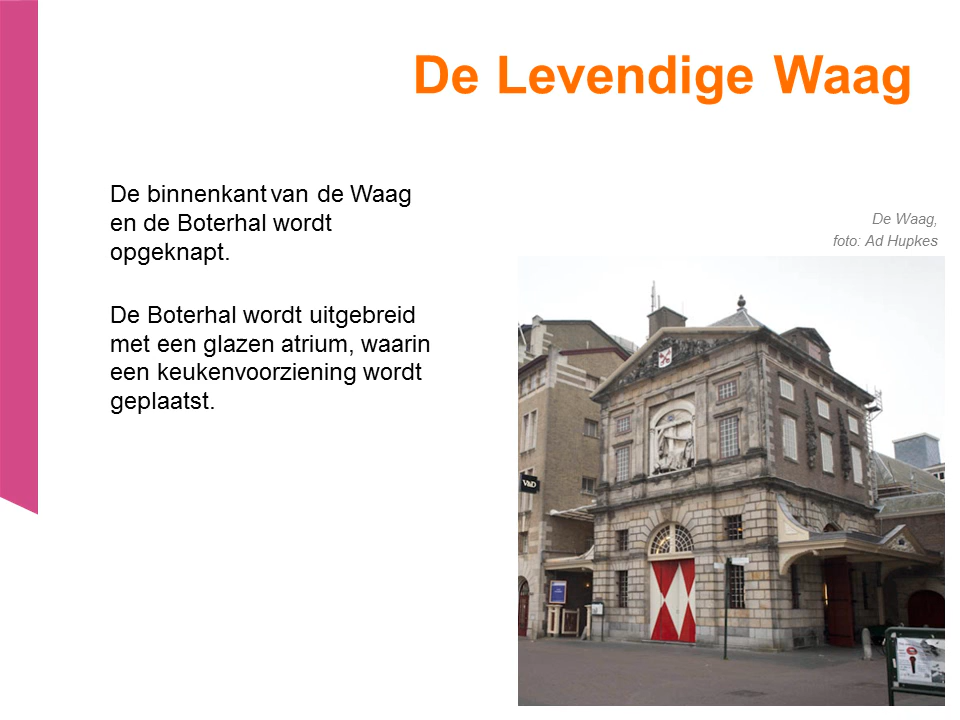 De Levendige Waag
De binnenkant van de Waag
en de Boterhal wordt
opgeknapt.
De Boterhal wordt uitgebreid
met een glazen atrium, waarin
een keukenvoorziening wordt
geplaatst.
De Waag,
foto: Ad Hupkes
V&D